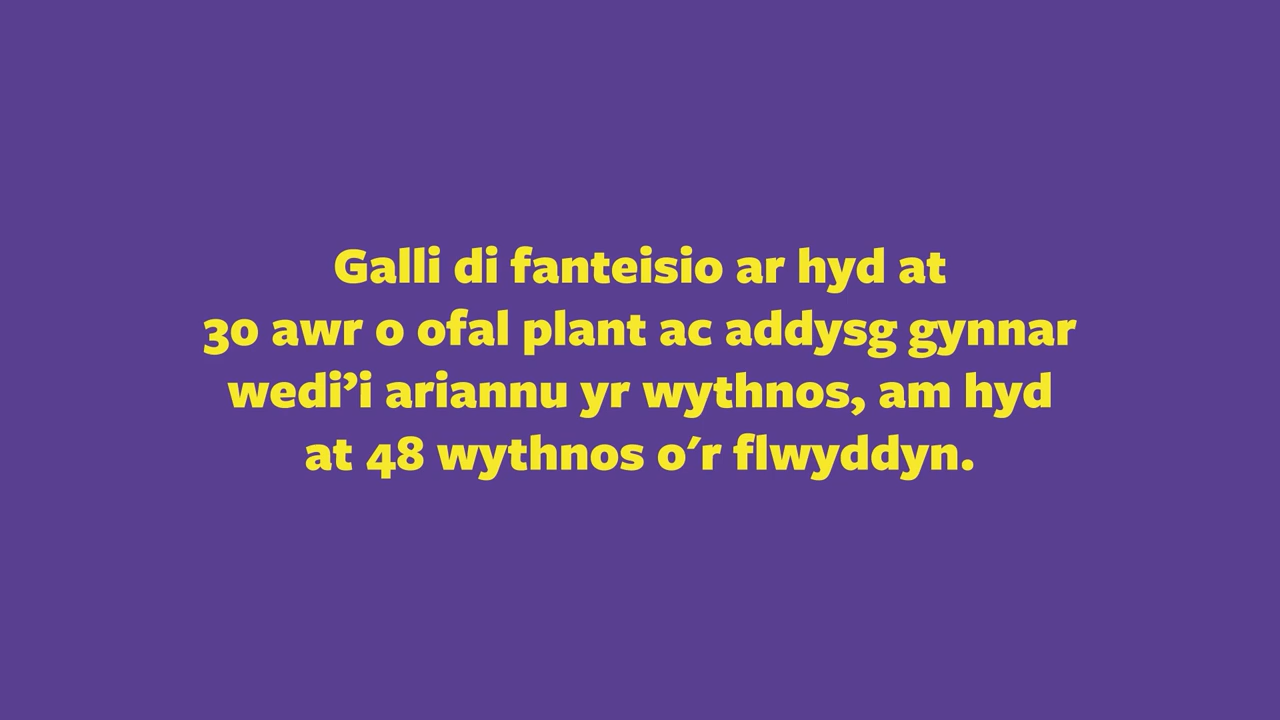 Galli di fanteisio ar hyd at
30 awr o ofal plant ac addysg gynnar
wedi’i ariannu yr wythnos, am hyd
at 48 wythnos o′r flwyddyn.